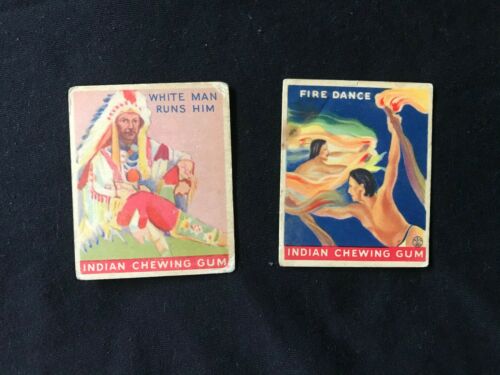 WHITE MAN
RUNS HIM
INDIAN CHEWING GUM
FIRE DANCE
INDIAN CHEWING GUM